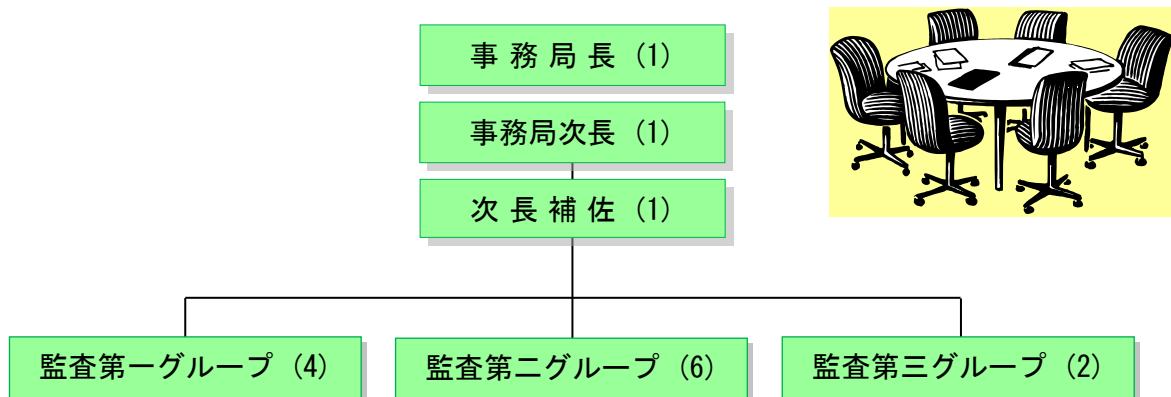 事務局長 (1)
事務局次長 (1)
次長補佐 (1)
監査第一グループ (4)
監査第二グループ (6)
監査第三グループ (2)